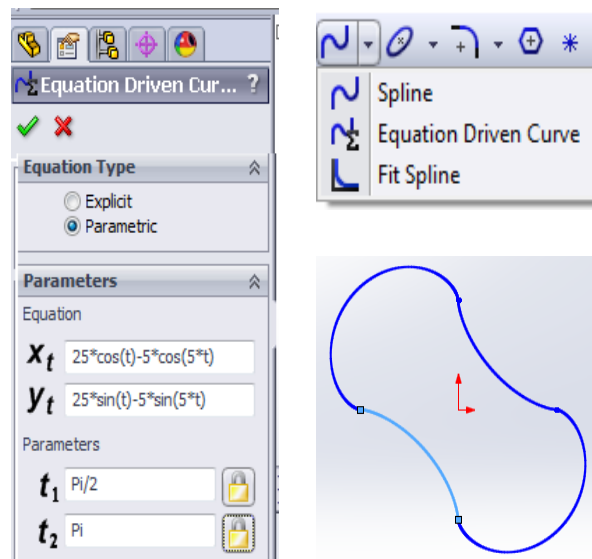 Equation Driven Cur... ?
Equation Type
Explicit
Parametric
Parameters
Equation
xt 25*cos(t)-5*cos(5*t)
yt 25*sin(t)-5*sin(5*t)
Parameters
t1 Pi/2
t2 Pi
Spline
Equation Driven Curve
Fit Spline